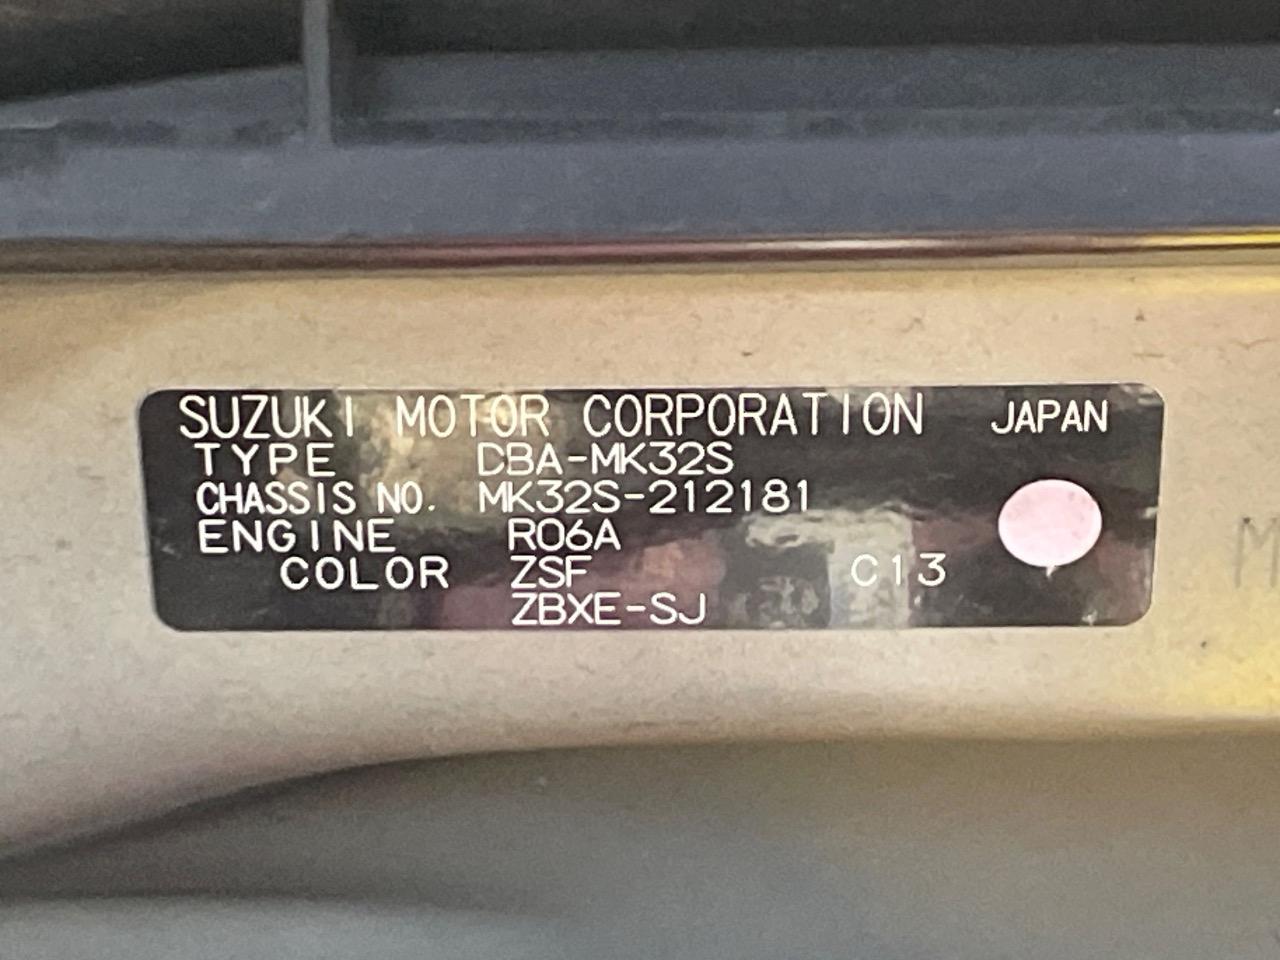 SUZUKI MOTOR CORPORATION JAPAN
TYPE DBA-MK32S
CHASSIS NO. MK32S-212181
ENGINE R06A
COLOR ZSF C13
ZBXE-SJ
M